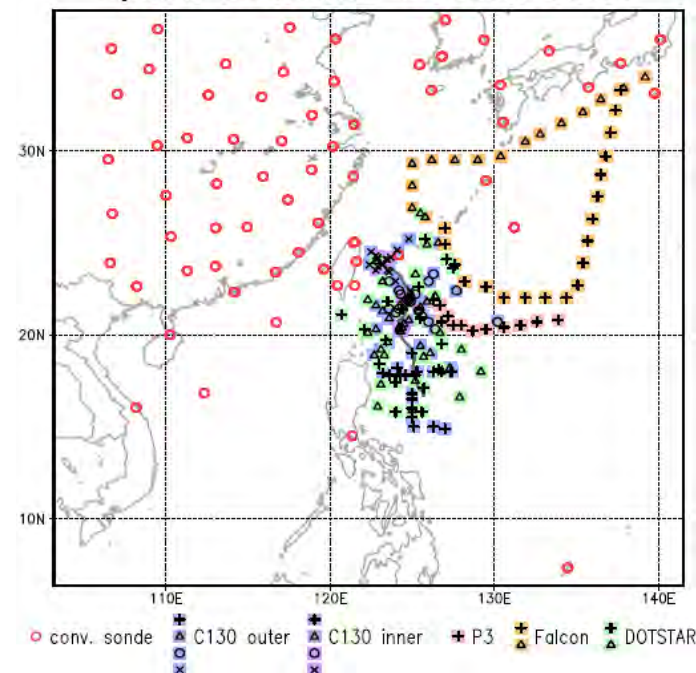 30N
20N
10N
110E 120E 130E 140E
conv. sonde C130 outer C130 inner P3 Falcon DOTSTAR